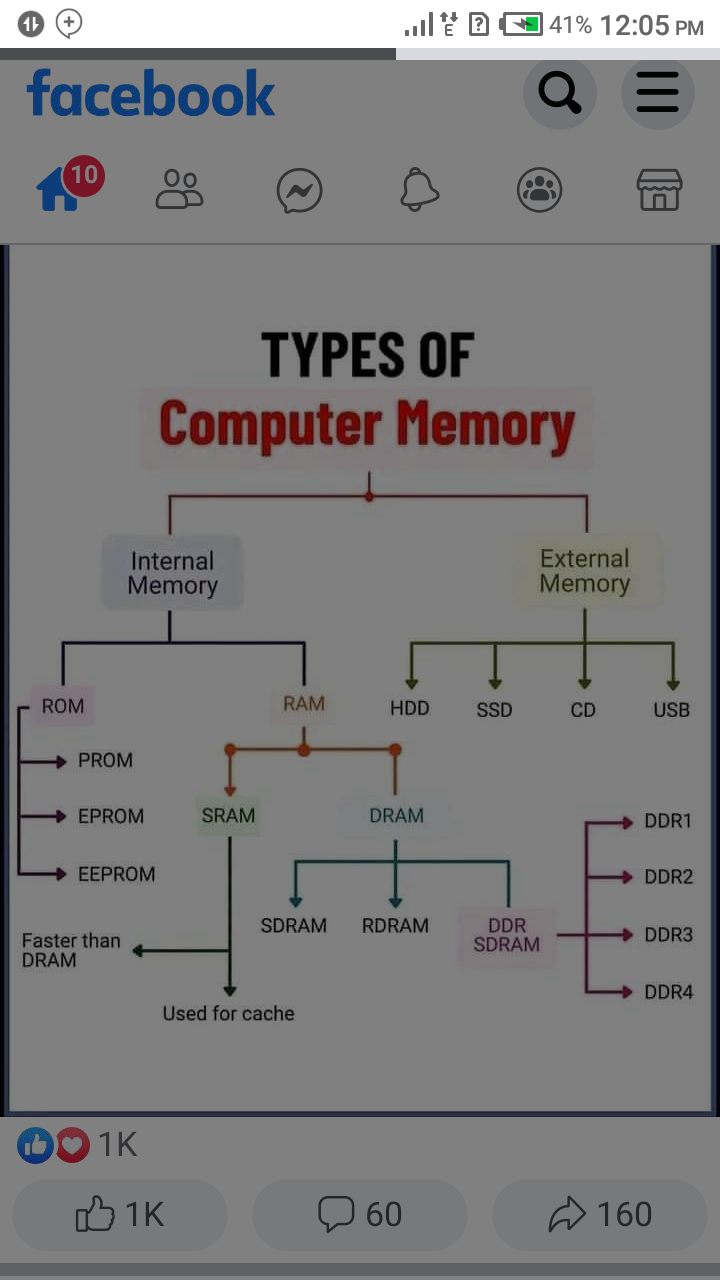 41% 12:05 PM
facebook
10
TYPES OF
Computer Memory
Internal
Memory
External
Memory
ROM
RAM
HDD
SSD
CD
USB
PROM
EPROM
EEPROM
SRAM
DRAM
DDR1
DDR2
DDR3
DDR4
SDRAM
RDRAM
DDR
SDRAM
Faster than
DRAM
Used for cache
1K
1K
60
160